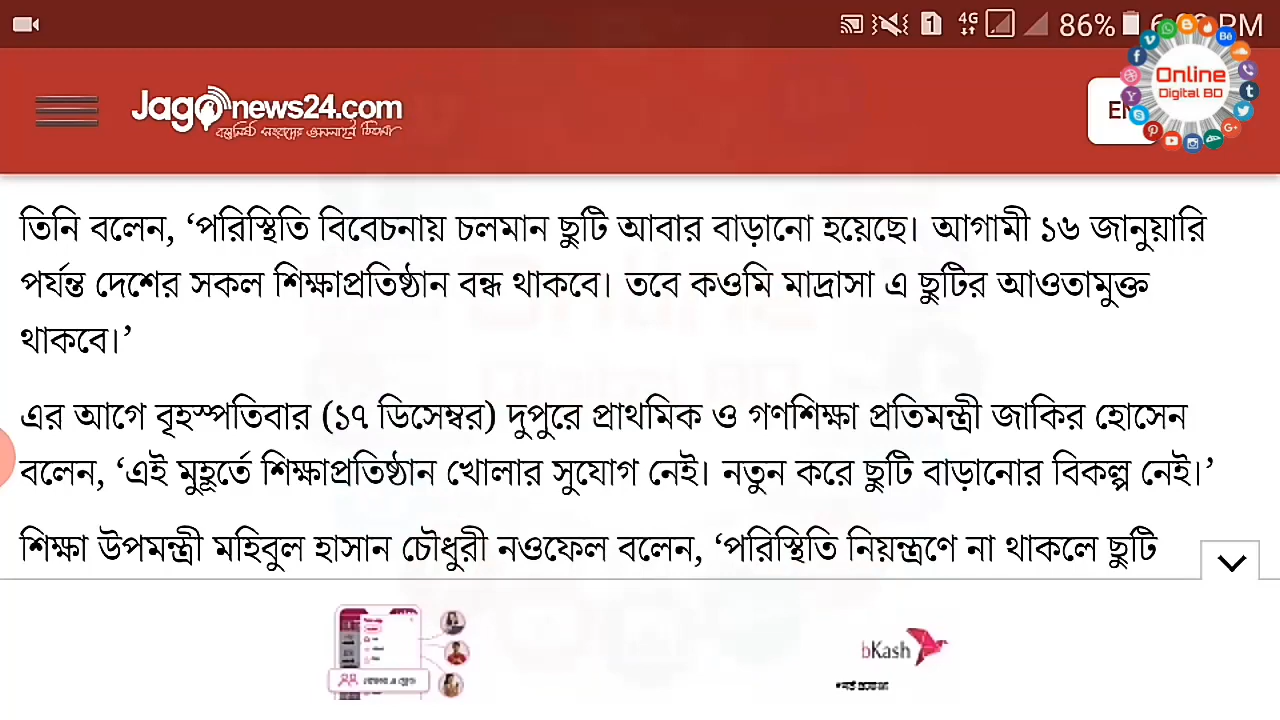 86%
4G
1
Jagonews24.com
Online
Digital BD
তিনি বলেন, ‘পরিস্থিতি বিবেচনায় চলমান ছুটি আবার বাড়ানো হয়েছে। আগামী ১৬ জানুয়ারি
পর্যন্ত দেশের সকল শিক্ষাপ্রতিষ্ঠান বন্ধ থাকবে। তবে কওমি মাদ্রাসা এ ছুটির আওতামুক্ত
থাকবে।’
এর আগে বৃহস্পতিবার (১৭ ডিসেম্বর) দুপুরে প্রাথমিক ও গণশিক্ষা প্রতিমন্ত্রী জাকির হোসেন
বলেন, ‘এই মুহূর্তে শিক্ষাপ্রতিষ্ঠান খোলার সুযোগ নেই। নতুন করে ছুটি বাড়ানোর বিকল্প নেই।’
শিক্ষা উপমন্ত্রী মহিবুল হাসান চৌধুরী নওফেল বলেন, ‘পরিস্থিতি নিয়ন্ত্রণে না থাকলে ছুটি
bKash